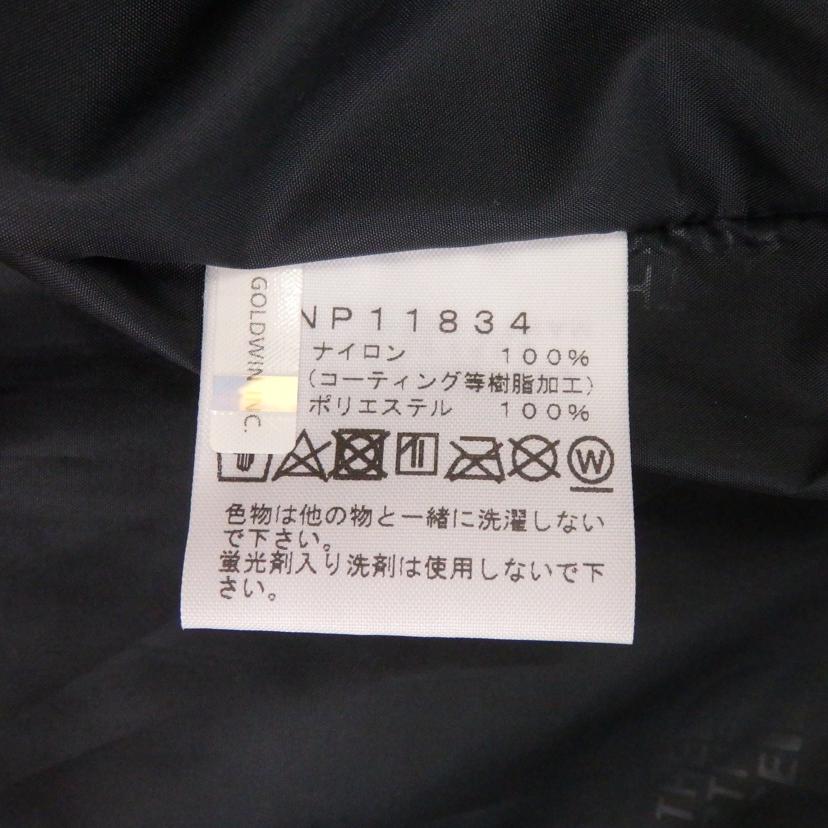 GOLDWIN INC.
NP11834
ナイロン 100%
(コーティング等樹脂加工)
ポリエステル 100%
W
色物は他の物と一緒に洗濯しない
で下さい。
蛍光剤入り洗剤は使用しないで下
さい。
THE